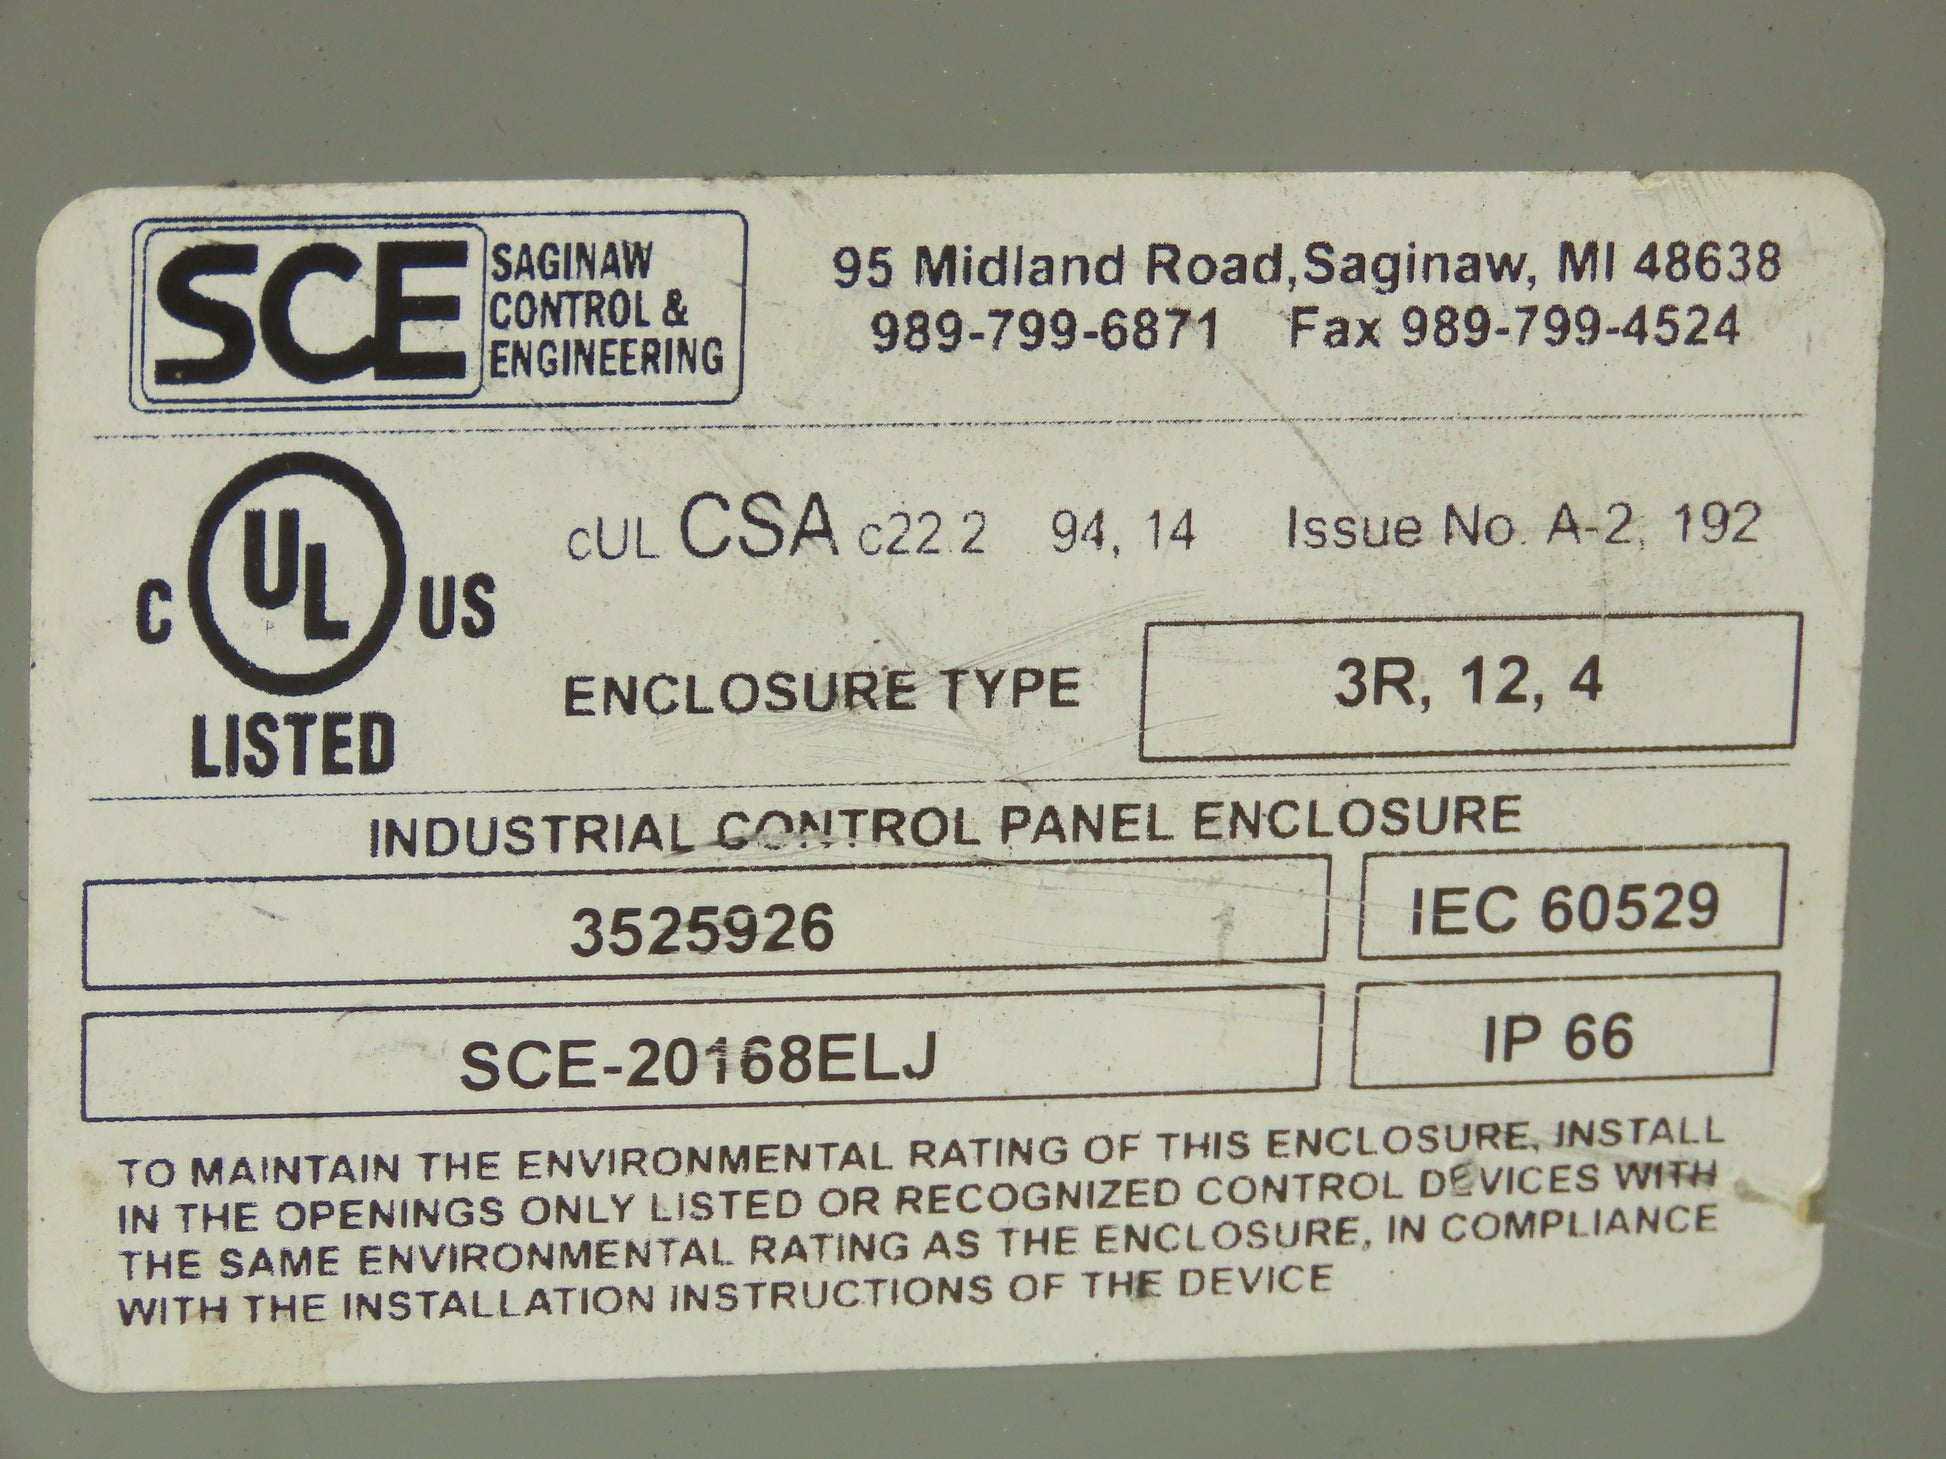 SCE
SAGINAW
CONTROL &
ENGINEERING
95 Midland Road,Saginaw, MI 48638
989-799-6871 Fax 989-799-4524
C UL US
LISTED
cUL CSA c22.2 94, 14 Issue No. A-2, 192
ENCLOSURE TYPE 3R, 12, 4
INDUSTRIAL CONTROL PANEL ENCLOSURE
3525926 IEC 60529
SCE-20168ELJ IP 66
TO MAINTAIN THE ENVIRONMENTAL RATING OF THIS ENCLOSURE, INSTALL
IN THE OPENINGS ONLY LISTED OR RECOGNIZED CONTROL DEVICES WITH
THE SAME ENVIRONMENTAL RATING AS THE ENCLOSURE, IN COMPLIANCE
WITH THE INSTALLATION INSTRUCTIONS OF THE DEVICE